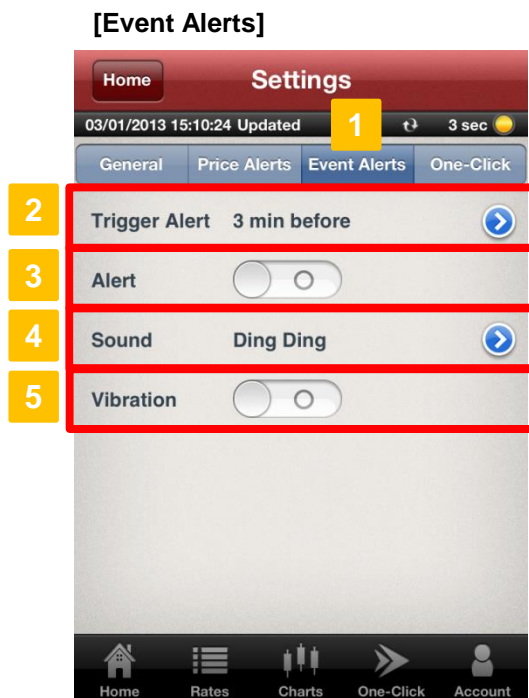 [Event Alerts]
Home Settings
03/01/2013 15:10:24 Updated 1 3 sec
General Price Alerts Event Alerts One-Click
2 Trigger Alert 3 min before
3 Alert
4 Sound Ding Ding
5 Vibration
Home Rates Charts One-Click Account